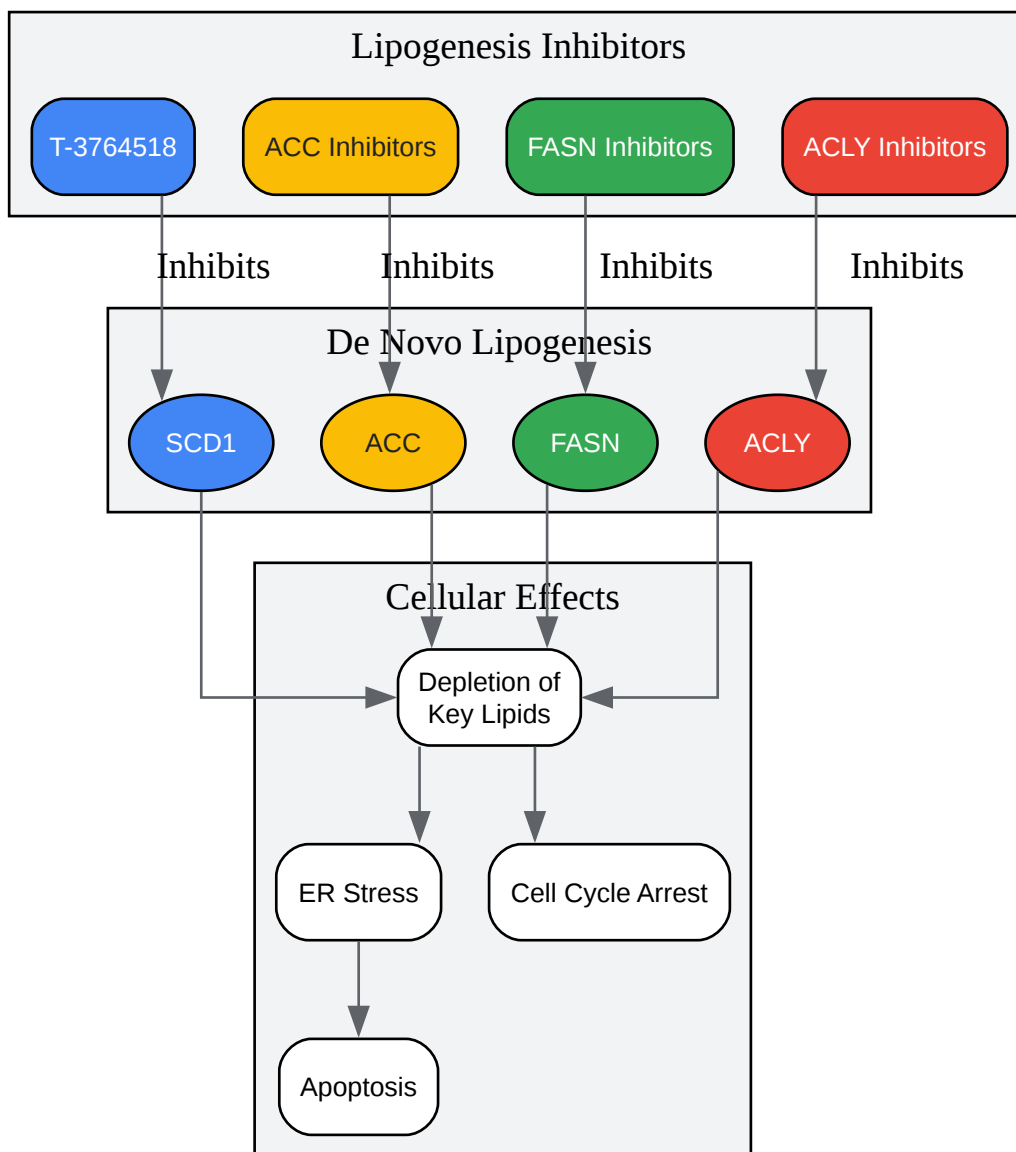 Lipogenesis Inhibitors
T-3764518
ACC Inhibitors
FASN Inhibitors
ACLY Inhibitors
Inhibits
Inhibits
Inhibits
Inhibits
De Novo Lipogenesis
SCD1
ACC
FASN
ACLY
Cellular Effects
Depletion of
Key Lipids
ER Stress
Cell Cycle Arrest
Apoptosis